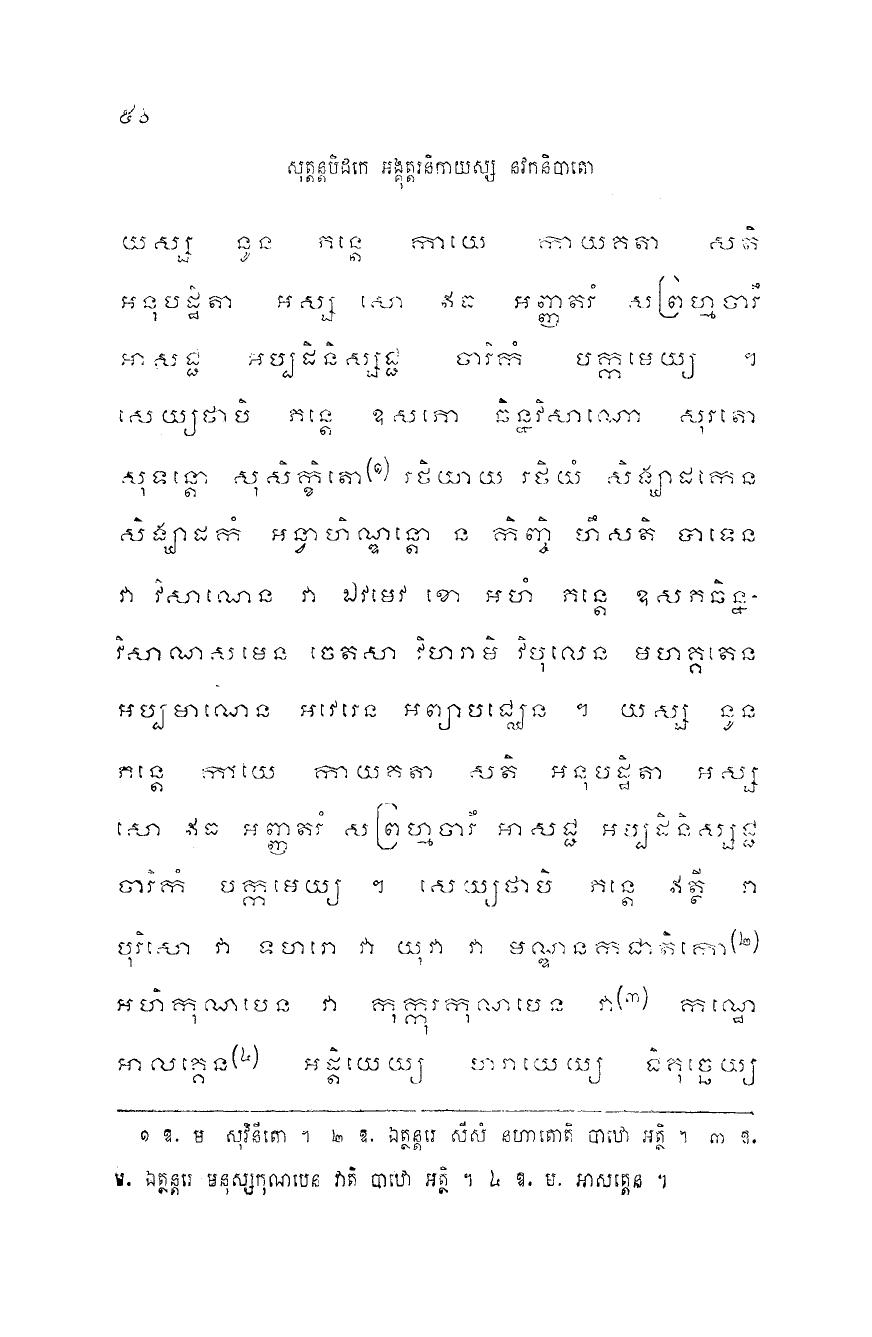 ៥៦
សុត្តន្តបិដកេ អង្គុត្តរនិកាយស្ស នវកនិបាតោ
យស្ស នូន ភន្តេ កាយេ កាយគតា សតិ
អនុបដ្ឋិតា អស្ស សោ ឥធ អញ្ញតរំ សព្រហ្មចារឹ
អាសជ្ជ អប្បដិនិស្សជ្ជ ចារិកំ បក្កមេយ្យ ។
សេយ្យថាបិ ភន្តេ ឧសភោ ឆិន្នវិសាណោ សុរតោ
សុទន្តោ សុសិក្ខិតោ(១) រថិយាយ រថិយំ សិង្ឃាដកេន
សិង្ឃាដកំ អន្វាហិណ្ឌន្តោ ន កិញ្ចិ ហឹសតិ បាទេន
វា វិសាណេន វា ឯវមេវ ខោ អហំ ភន្តេ ឧសភឆិន្ន-
វិសាណសមេន ចេតសា វិហរាមិ វិបុលេន មហគ្គតេន
អប្បមាណេន អវេរេន អព្យាបជ្ឈេន ។ យស្ស នូន
ភន្តេ កាយេ កាយគតា សតិ អនុបដ្ឋិតា អស្ស
សោ ឥធ អញ្ញតរំ សព្រហ្មចារឹ អាសជ្ជ អប្បដិនិស្សជ្ជ
ចារិកំ បក្កមេយ្យ ។ សេយ្យថាបិ ភន្តេ ឥត្ថី វា
បុរិសោ វា ទហរោ វា យុវា វា មណ្ឌនកជាតិកោ(២)
អហិកុណបេន វា កុក្កុរកុណបេន វា(៣) កណ្ឋេ
អាលគ្គេន(៤) អដ្ដិយេយ្យ ហរាយេយ្យ ជិគុច្ឆេយ្យ
១ ឧ. ម សុវិនីតោ ។ ២ ឧ. ឯត្ថន្តរេ សីសំ នហាតោតិ បាឋោ អត្ថិ ។ ៣ ឧ.
ម. ឯត្ថន្តរេ មនុស្សកុណបេន វាតិ បាឋោ អត្ថិ ។ ៤ ឧ. ម. អាសត្តេន ។